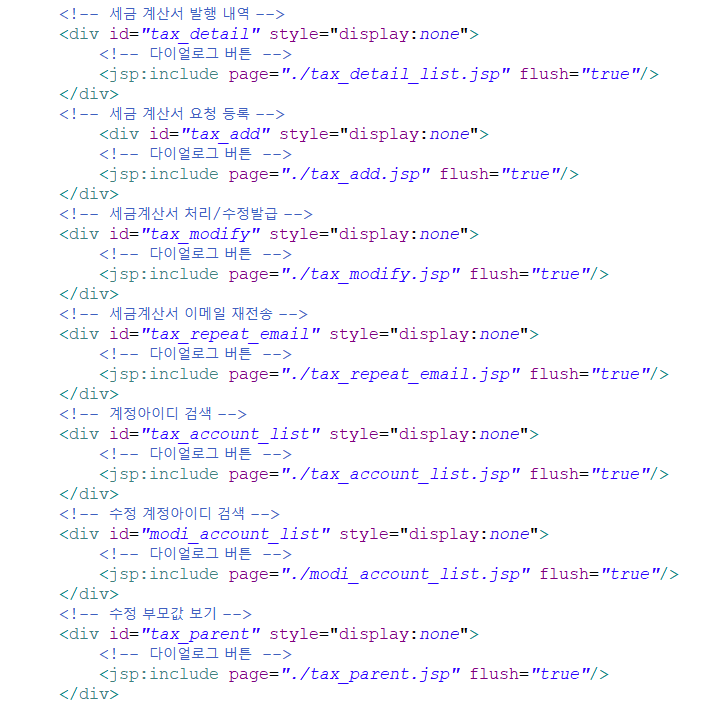 <!-- 세금 계산서 발행 내역 -->
<div id="tax_detail" style="display:none">
<!-- 다이얼로그 버튼 -->
<jsp:include page="./tax_detail_list.jsp" flush="true"/>
</div>
<!-- 세금 계산서 요청 등록 -->
<div id="tax_add" style="display:none">
<!-- 다이얼로그 버튼 -->
<jsp:include page="./tax_add.jsp" flush="true"/>
</div>
<!-- 세금계산서 처리/수정발급 -->
<div id="tax_modify" style="display:none">
<!-- 다이얼로그 버튼 -->
<jsp:include page="./tax_modify.jsp" flush="true"/>
</div>
<!-- 세금계산서 이메일 재전송 -->
<div id="tax_repeat_email" style="display:none">
<!-- 다이얼로그 버튼 -->
<jsp:include page="./tax_repeat_email.jsp" flush="true"/>
</div>
<!-- 계정아이디 검색 -->
<div id="tax_account_list" style="display:none">
<!-- 다이얼로그 버튼 -->
<jsp:include page="./tax_account_list.jsp" flush="true"/>
</div>
<!-- 수정 계정아이디 검색 -->
<div id="modi_account_list" style="display:none">
<!-- 다이얼로그 버튼 -->
<jsp:include page="./modi_account_list.jsp" flush="true"/>
</div>
<!-- 수정 부모값 보기 -->
<div id="tax_parent" style="display:none">
<!-- 다이얼로그 버튼 -->
<jsp:include page="./tax_parent.jsp" flush="true"/>
</div>